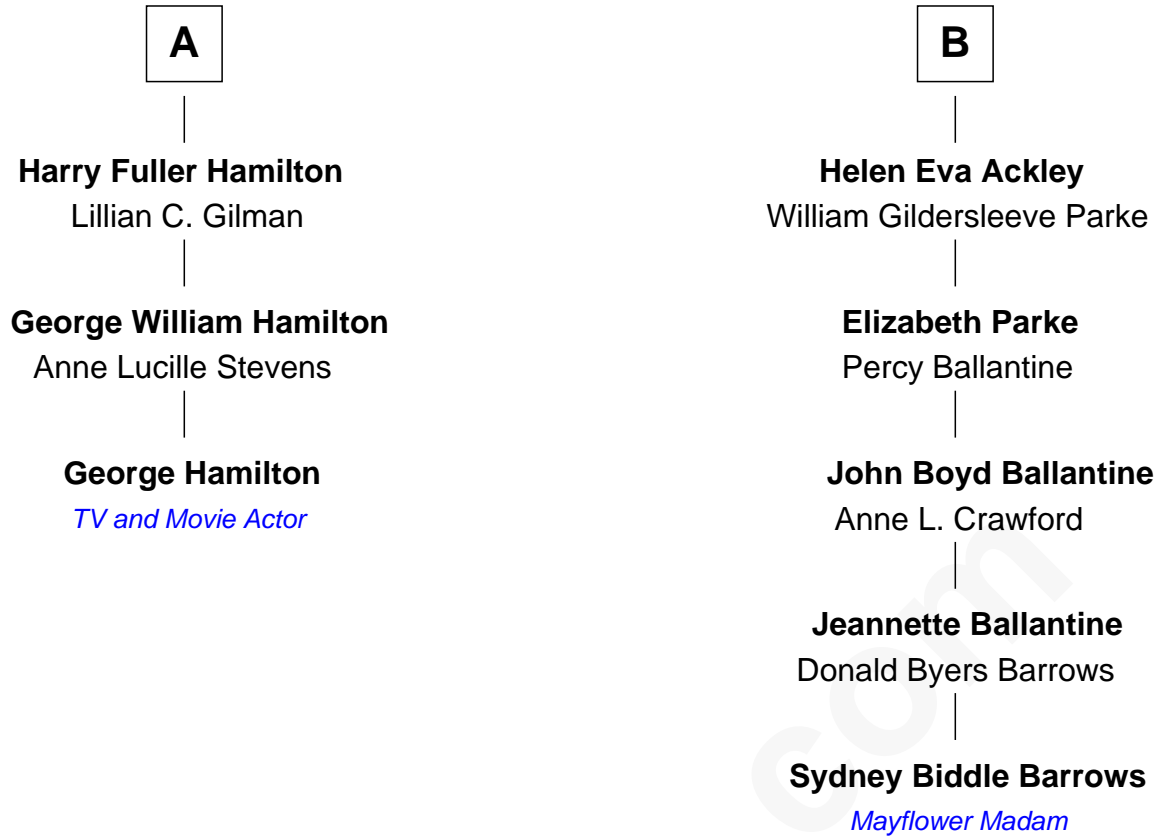 A
Harry Fuller Hamilton
Lillian C. Gilman
George William Hamilton
Anne Lucille Stevens
George Hamilton
TV and Movie Actor
B
Helen Eva Ackley
William Gildersleeve Parke
Elizabeth Parke
Percy Ballantine
John Boyd Ballantine
Anne L. Crawford
Jeannette Ballantine
Donald Byers Barrows
Sydney Biddle Barrows
Mayflower Madam
com